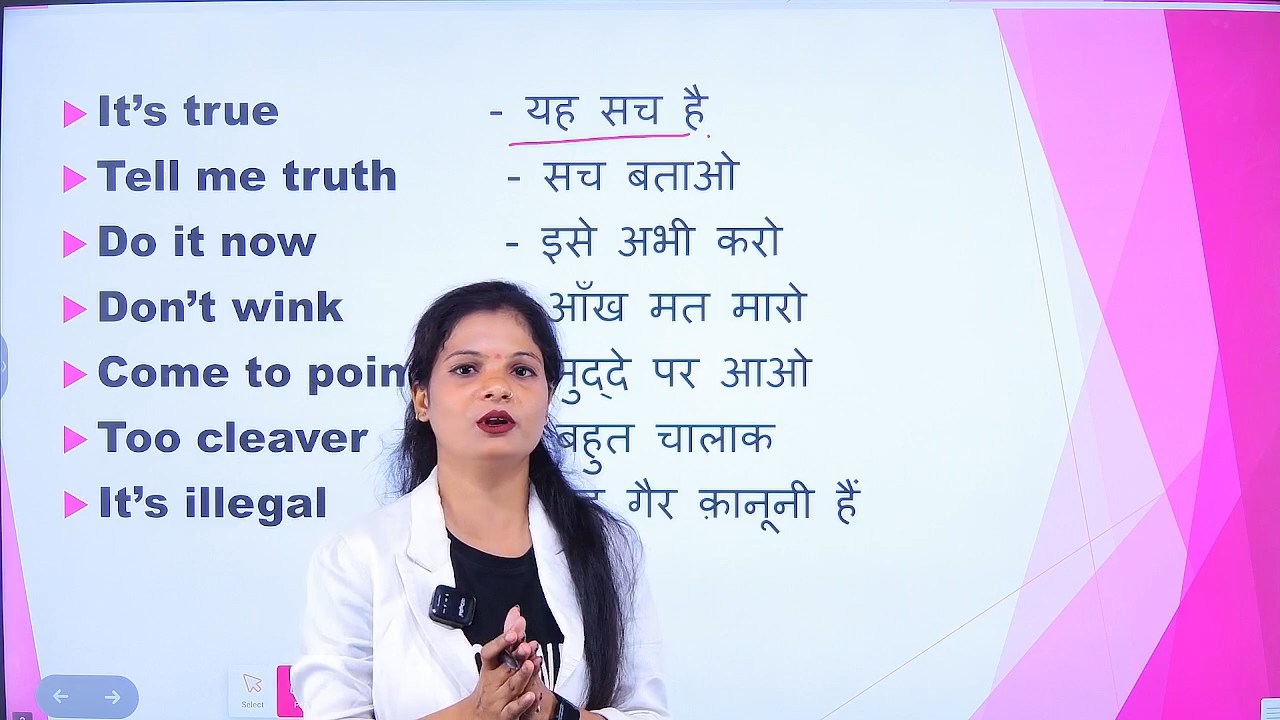 It’s true - यह सच है
Tell me truth - सच बताओ
Do it now - इसे अभी करो
Don’t wink आँख मत मारो
Come to पर आओ
Too cleaver बहुत चालाक
It’s illegal गैर क़ानूनी हैं
Select